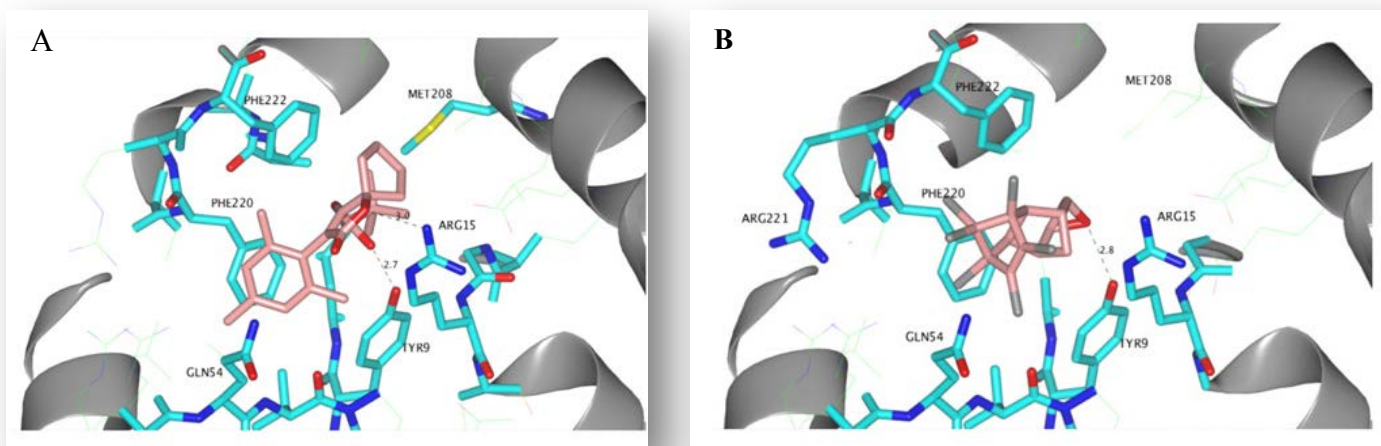 A
PHE222
MET208
PHE220
3.0
ARG15
2.7
TYR9
GLN54
B
PHE222
MET208
PHE220
ARG221
ARG15
2.8
GLN54
TYR9